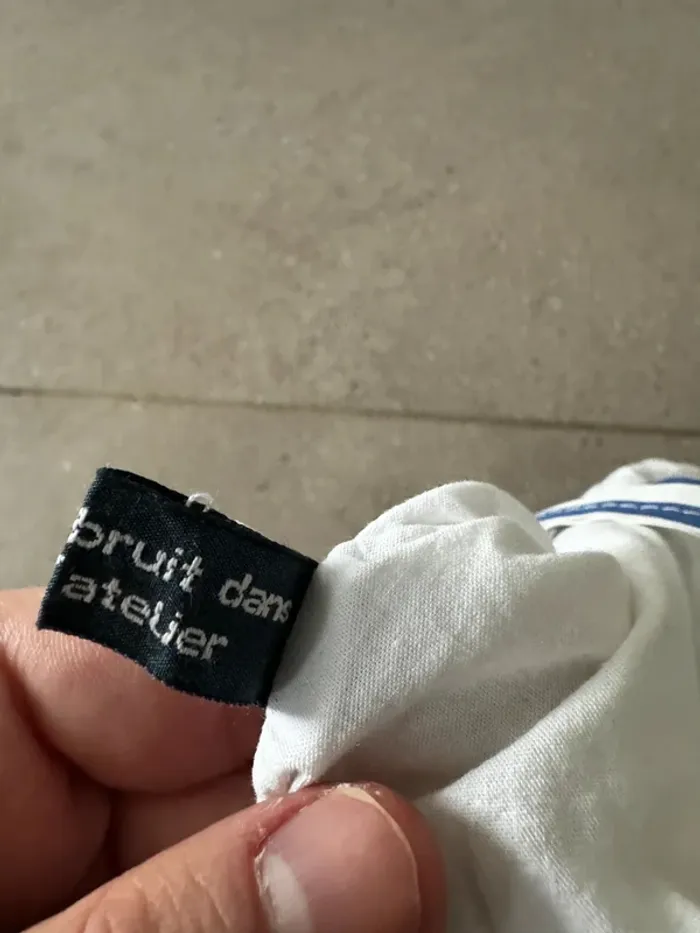 bruit dans
atelier